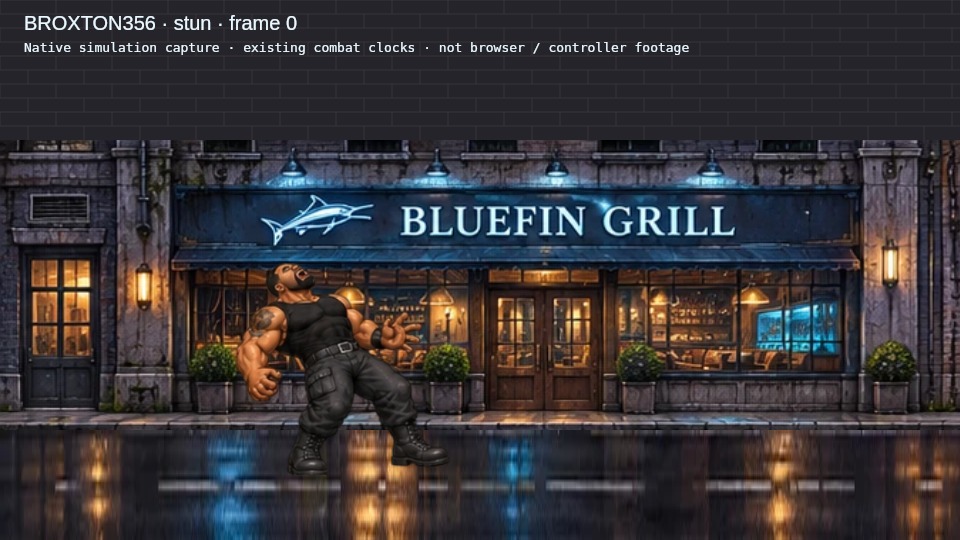 BROXTON356 · stun · frame 0
Native simulation capture · existing combat clocks · not browser / controller footage
BLUEFIN GRILL